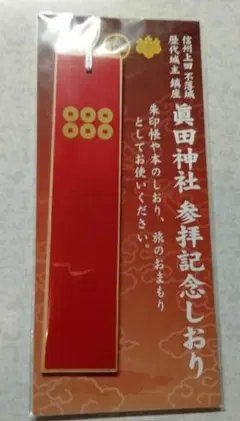 信州上田 不落城
歴代城主 鎮座
眞田神社 参拝記念しおり
朱印帳や本のしおり、旅のおまもり
としてお使いください。